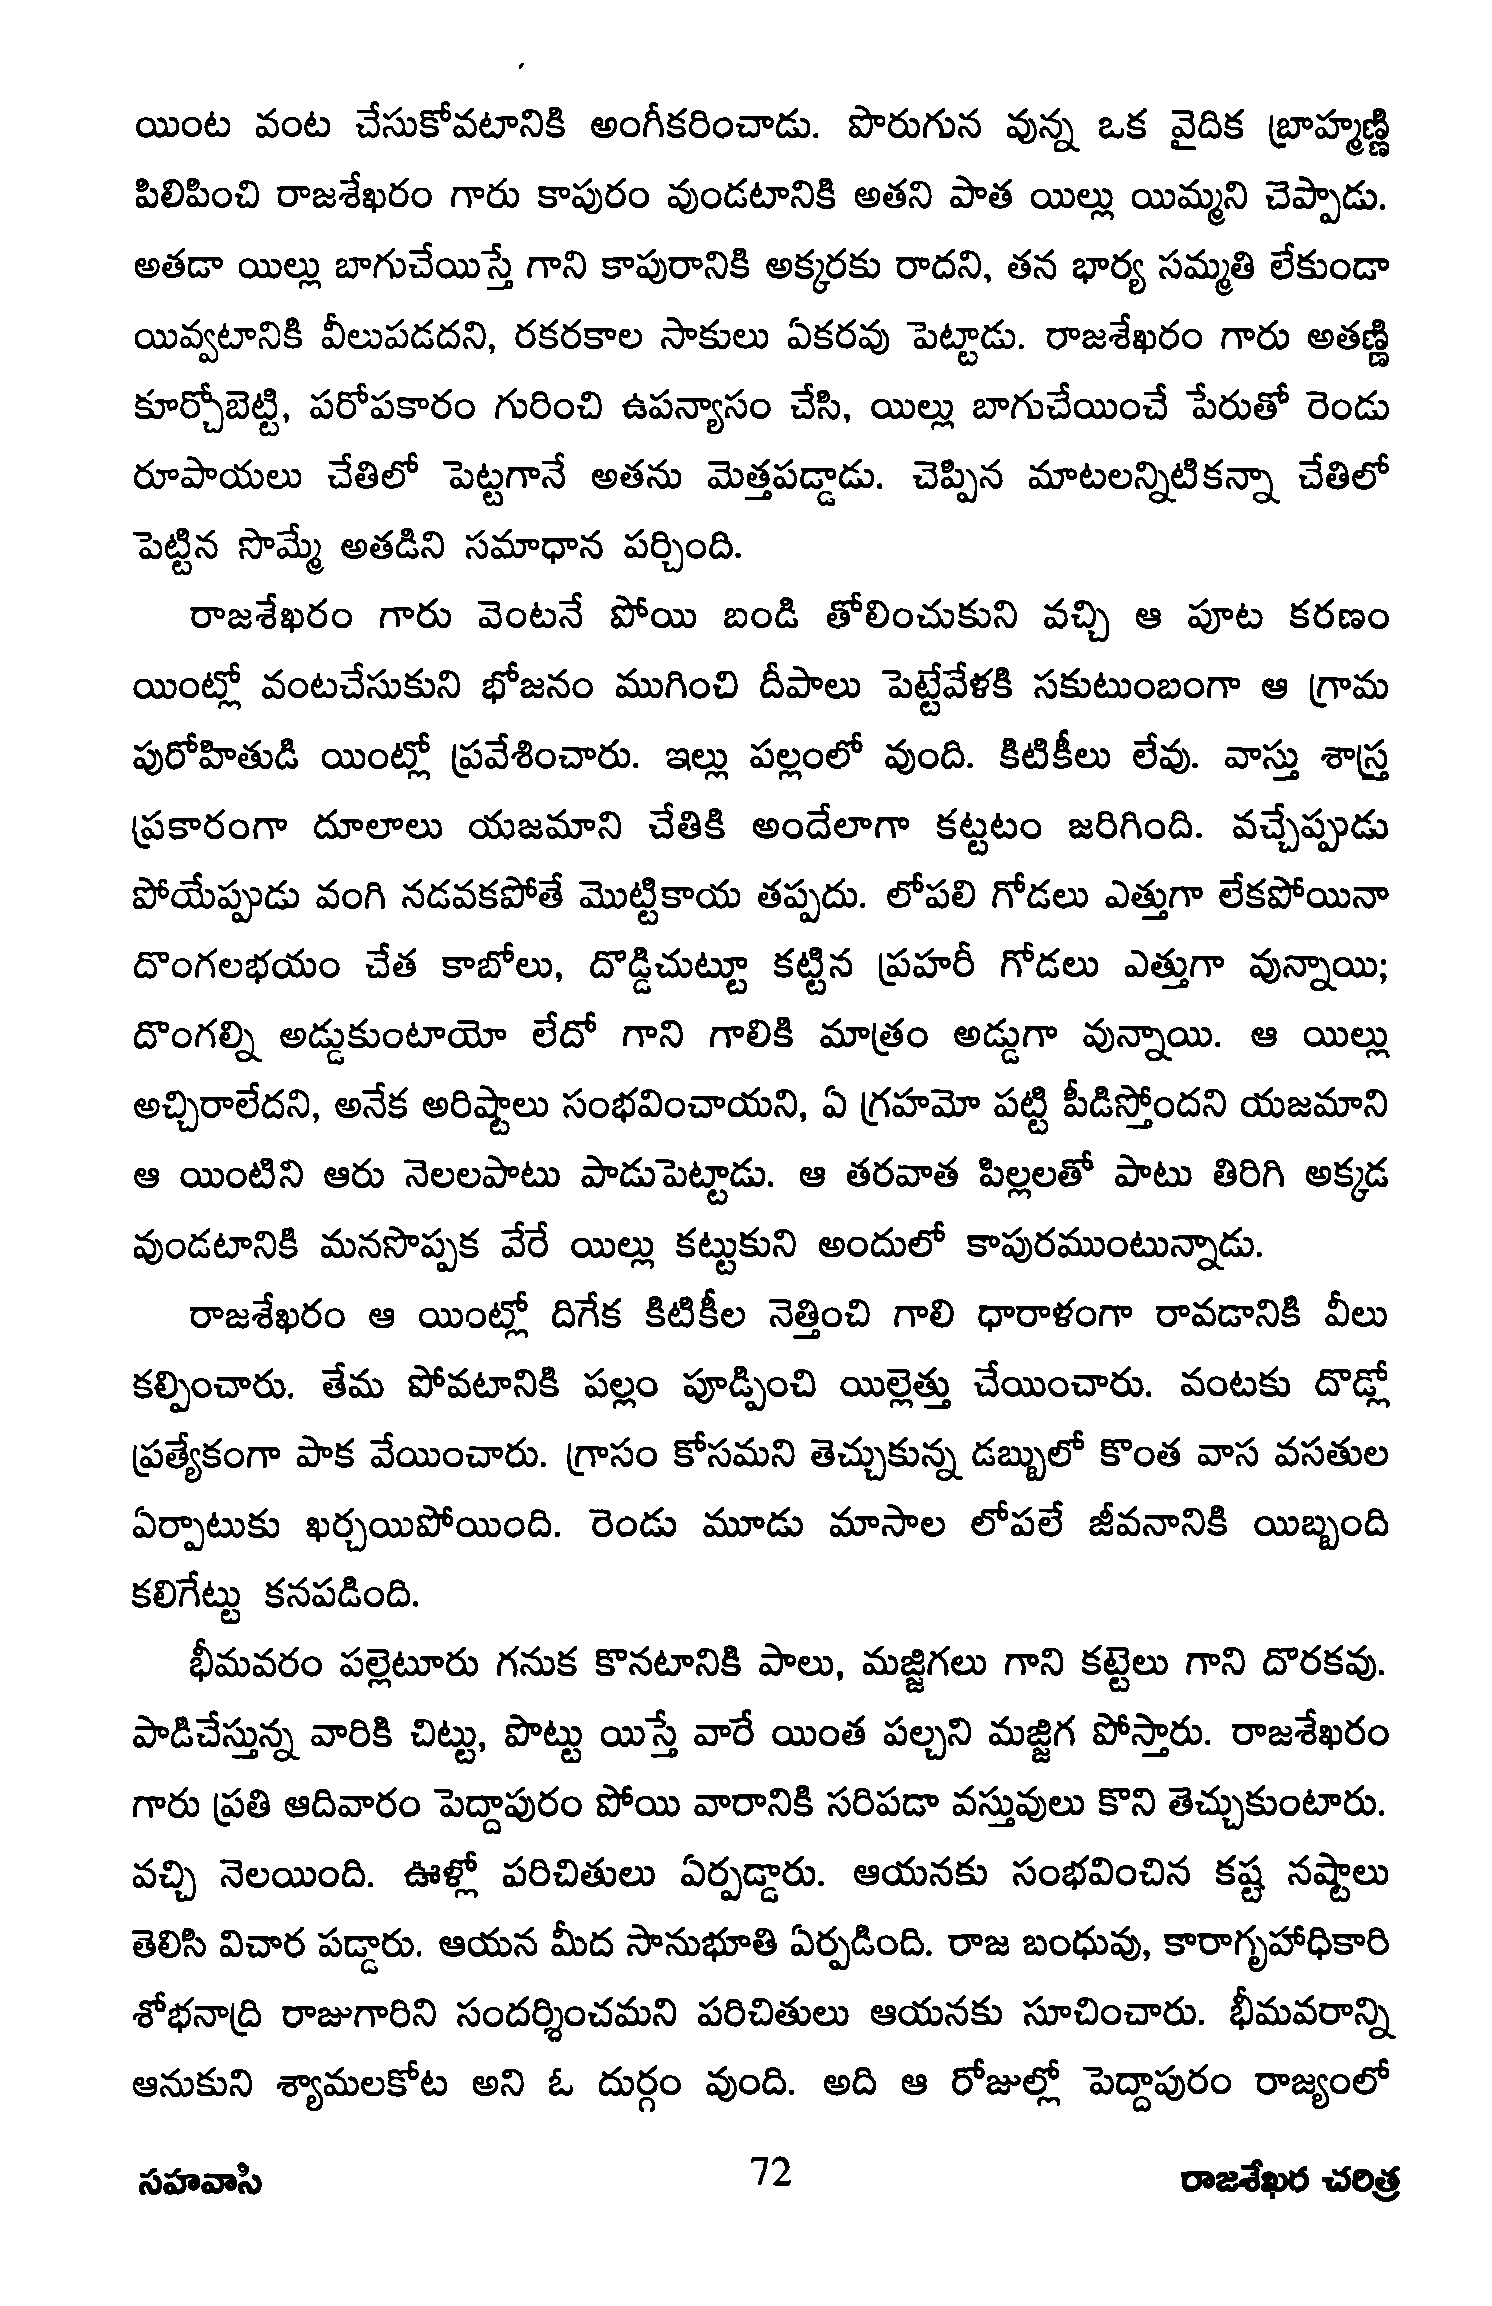 యింట వంట చేసుకోవటానికి అంగీకరించాడు. పొరుగున వున్న ఒక వైదిక బ్రాహ్మణ్ణి
పిలిపించి రాజశేఖరం గారు కాపురం వుండటానికి అతని పాత యిల్లు యిమ్మని చెప్పాడు.
అతడా యిల్లు బాగుచేయిస్తే గాని కాపురానికి అక్కరకు రాదని, తన భార్య సమ్మతి లేకుండా
యివ్వటానికి వీలుపడదని, రకరకాల సాకులు ఏకరవు పెట్టాడు. రాజశేఖరం గారు అతణ్ణి
కూర్చోబెట్టి, పరోపకారం గురించి ఉపన్యాసం చేసి, యిల్లు బాగుచేయించే పేరుతో రెండు
రూపాయలు చేతిలో పెట్టగానే అతను మెత్తపడ్డాడు. చెప్పిన మాటలన్నిటికన్నా చేతిలో
పెట్టిన సొమ్మే అతడిని సమాధాన పర్చింది.
రాజశేఖరం గారు వెంటనే పోయి బండి తోలించుకుని వచ్చి ఆ పూట కరణం
యింట్లో వంటచేసుకుని భోజనం ముగించి దీపాలు పెట్టేవేళకి సకుటుంబంగా ఆ గ్రామ
పురోహితుడి యింట్లో ప్రవేశించారు. ఇల్లు పల్లంలో వుంది. కిటికీలు లేవు. వాస్తు శాస్త్ర
ప్రకారంగా దూలాలు యజమాని చేతికి అందేలాగా కట్టటం జరిగింది. వచ్చేప్పుడు
పోయేప్పుడు వంగి నడవకపోతే మొట్టికాయ తప్పదు. లోపలి గోడలు ఎత్తుగా లేకపోయినా
దొంగలభయం చేత కాబోలు, దొడ్డిచుట్టూ కట్టిన ప్రహరీ గోడలు ఎత్తుగా వున్నాయి;
దొంగల్ని అడ్డుకుంటాయో లేదో గాని గాలికి మాత్రం అడ్డుగా వున్నాయి. ఆ యిల్లు
అచ్చిరాలేదని, అనేక అరిష్టాలు సంభవించాయని, ఏ గ్రహమో పట్టి పీడిస్తోందని యజమాని
ఆ యింటిని ఆరు నెలలపాటు పాడుపెట్టాడు. ఆ తరవాత పిల్లలతో పాటు తిరిగి అక్కడ
వుండటానికి మనసొప్పక వేరే యిల్లు కట్టుకుని అందులో కాపురముంటున్నాడు.
రాజశేఖరం ఆ యింట్లో దిగేక కిటికీల నెత్తించి గాలి ధారాళంగా రావడానికి వీలు
కల్పించారు. తేమ పోవటానికి పల్లం పూడ్పించి యిల్లెత్తు చేయించారు. వంటకు దొడ్లో
ప్రత్యేకంగా పాక వేయించారు. గ్రాసం కోసమని తెచ్చుకున్న డబ్బులో కొంత వాస వసతుల
ఏర్పాటుకు ఖర్చయిపోయింది. రెండు మూడు మాసాల లోపలే జీవనానికి యిబ్బంది
కలిగేట్టు కనపడింది.
భీమవరం పల్లెటూరు గనుక కొనటానికి పాలు, మజ్జిగలు గాని కట్టెలు గాని దొరకవు.
పాడిచేస్తున్న వారికి చిట్టు, పొట్టు యిస్తే వారే యింత పల్చని మజ్జిగ పోస్తారు. రాజశేఖరం
గారు ప్రతి ఆదివారం పెద్దాపురం పోయి వారానికి సరిపడా వస్తువులు కొని తెచ్చుకుంటారు.
వచ్చి నెలయింది. ఊళ్లో పరిచితులు ఏర్పడ్డారు. ఆయనకు సంభవించిన కష్ట నష్టాలు
తెలిసి విచార పడ్డారు. ఆయన మీద సానుభూతి ఏర్పడింది. రాజ బంధువు, కారాగృహాధికారి
శోభనాద్రి రాజుగారిని సందర్శించమని పరిచితులు ఆయనకు సూచించారు. భీమవరాన్ని
ఆనుకుని శ్యామలకోట అని ఓ దుర్గం వుంది. అది ఆ రోజుల్లో పెద్దాపురం రాజ్యంలో
సహవాసి 72 రాజశేఖర చరిత్ర